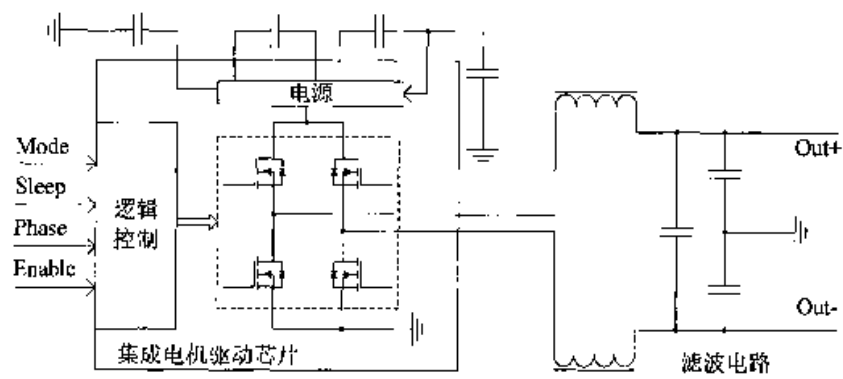 电源
Mode
Sleep
Phase
Enable
逻辑
控制
集成电机驱动芯片
Out+
Out-
滤波电路